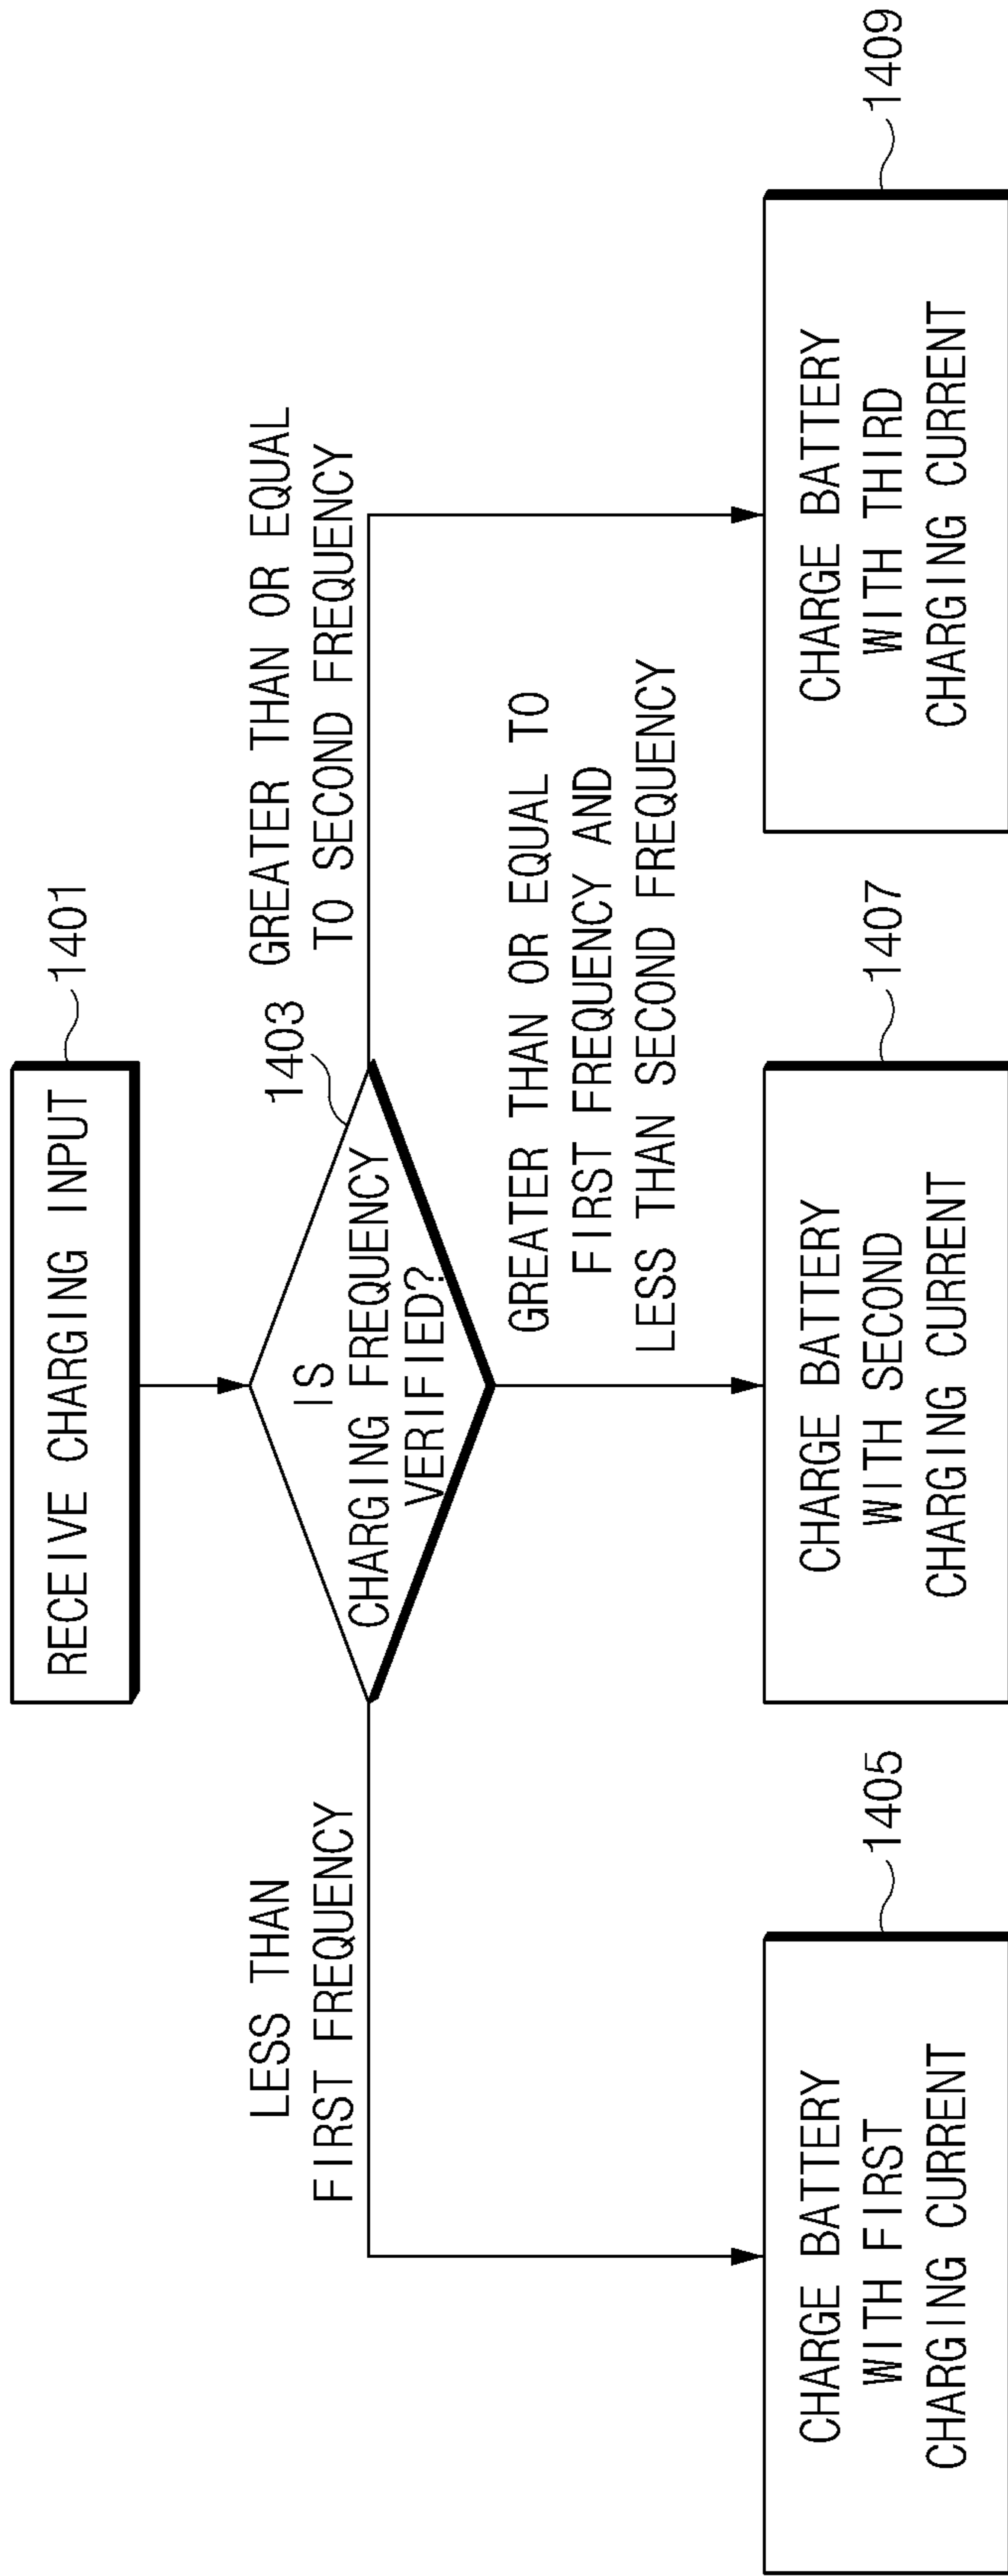 RECEIVE CHARGING INPUT
1401
IS
CHARGING FREQUENCY
VERIFIED?
1403
LESS THAN
FIRST FREQUENCY
GREATER THAN OR EQUAL
TO SECOND FREQUENCY
GREATER THAN OR EQUAL TO
FIRST FREQUENCY AND
LESS THAN SECOND FREQUENCY
CHARGE BATTERY
WITH FIRST
CHARGING CURRENT
1405
CHARGE BATTERY
WITH SECOND
CHARGING CURRENT
1407
CHARGE BATTERY
WITH THIRD
CHARGING CURRENT
1409